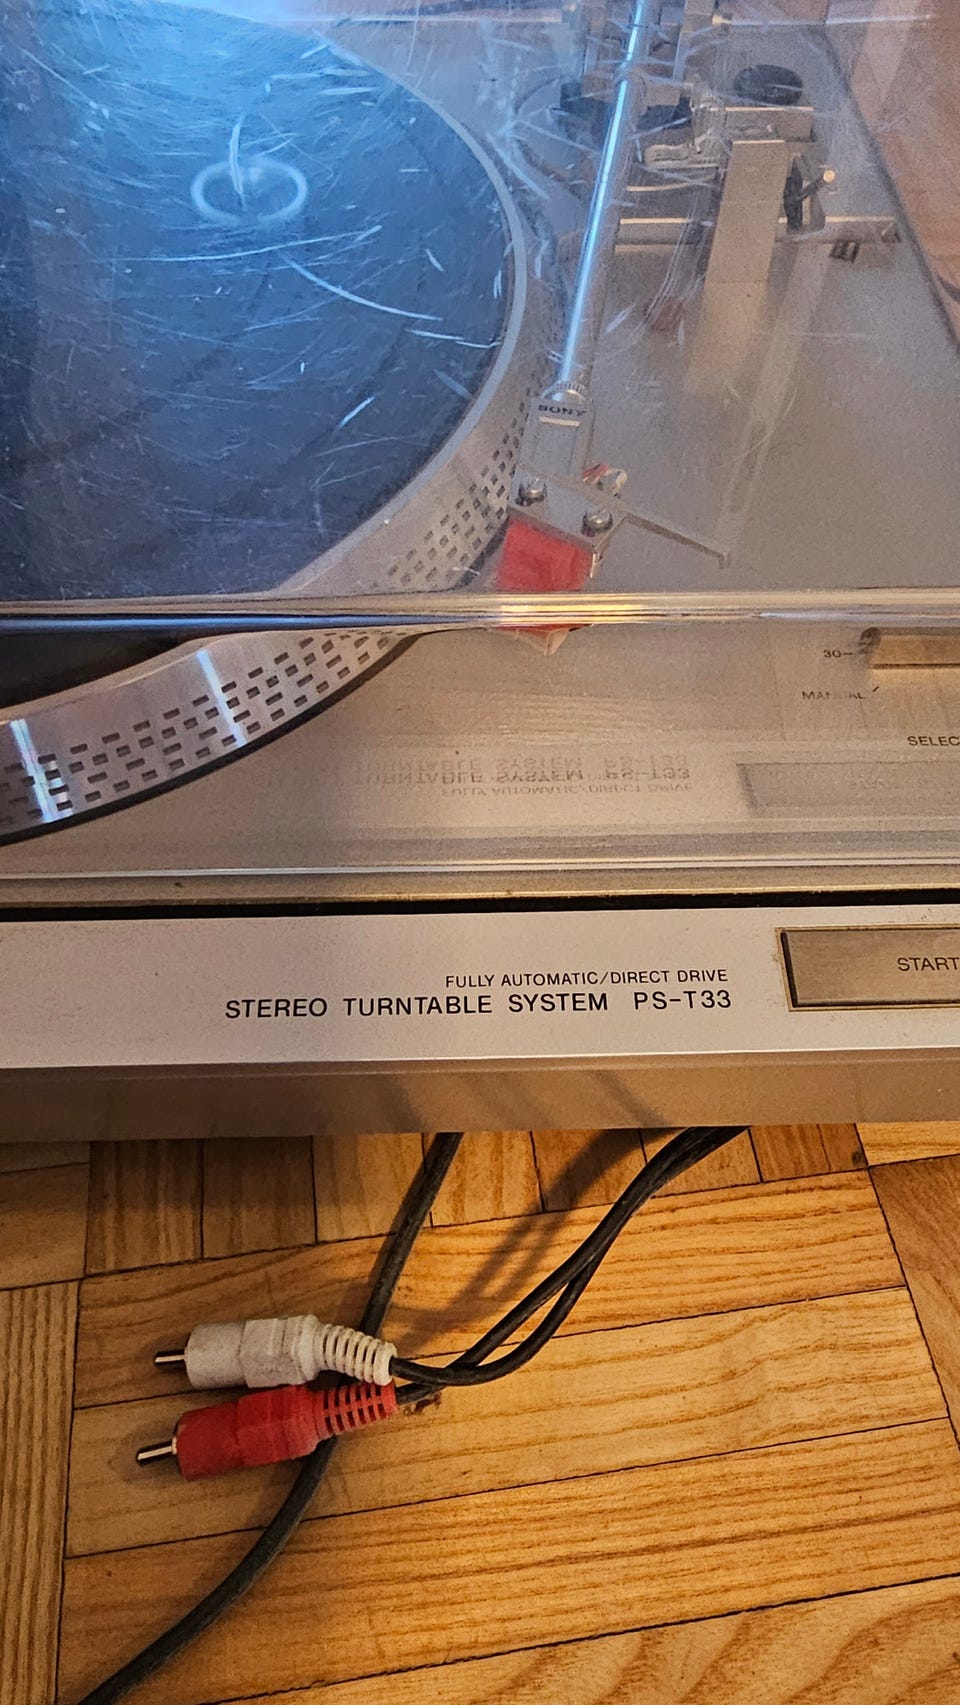 SONY
30
MANUAL
SELEC
FULLY AUTOMATIC/DIRECT DRIVE
STEREO TURNTABLE SYSTEM PS-T33
START